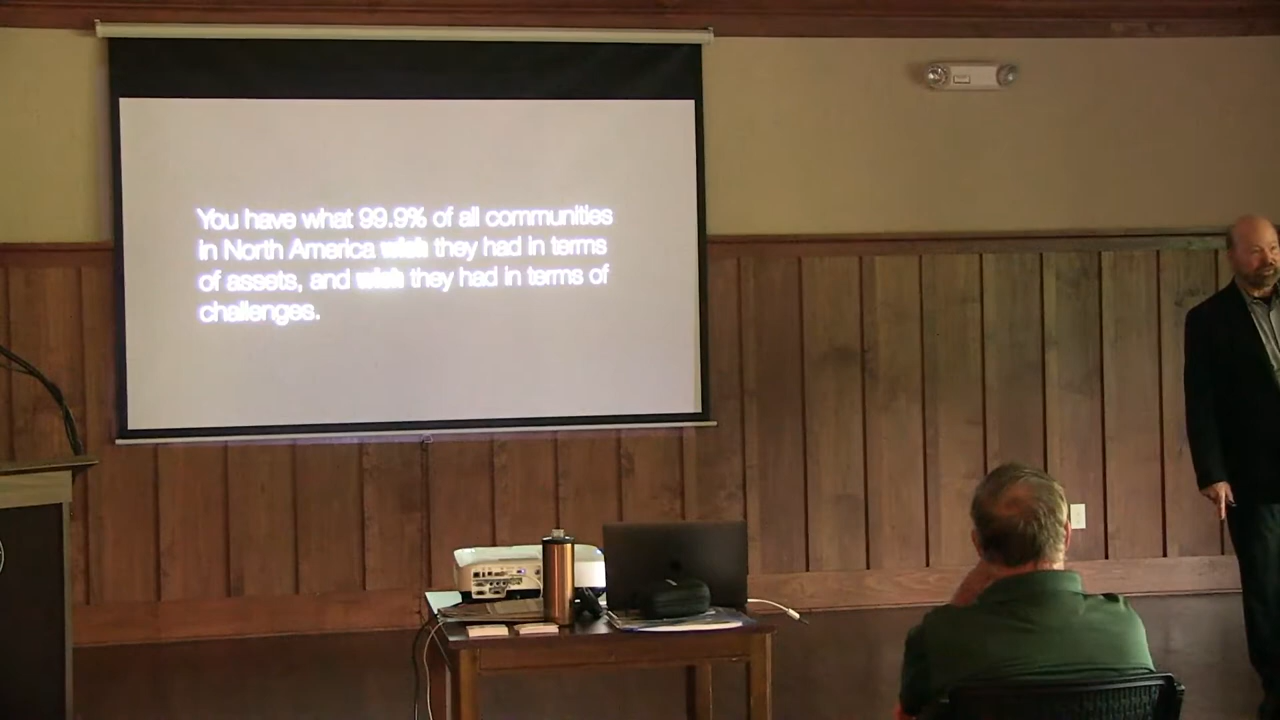 You have what 99.9% of all communities
in North America wish they had in terms
of assets, and wish they had in terms of
challenges.